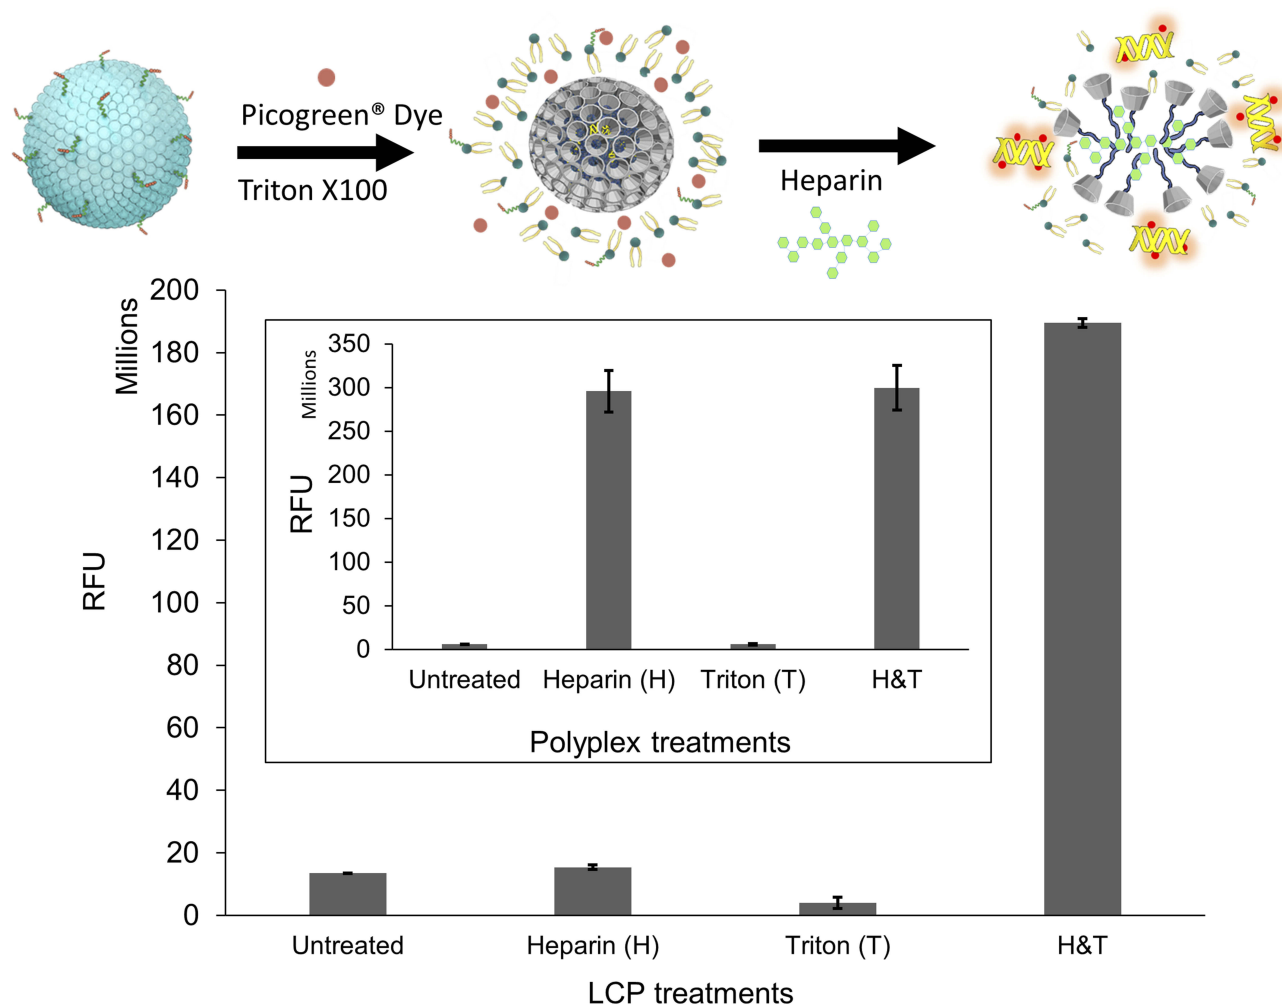 Picogreen® Dye
Triton X100
Heparin
Millions
RFU
200
180
160
140
120
100
80
60
40
20
0
Millions
RFU
350
300
250
200
150
100
50
0
Untreated Heparin (H) Triton (T) H&T
Polyplex treatments
Untreated Heparin (H) Triton (T) H&T
LCP treatments